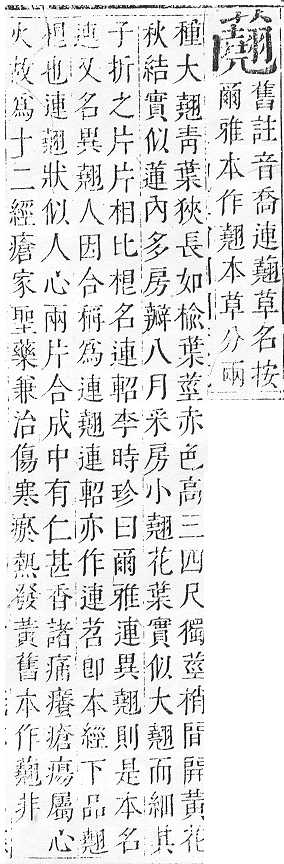 蘙
舊註音喬連蘙草名按
爾雅本作翹本草分兩
種大翹青葉狹長如楡葉莖赤色高三四尺獨莖稍間開黃花
秋結實似蓮內多房瓣八月采房小翹花葉實似大翹而細其
子折之片片相比梍名連軺李時珍曰爾雅連異翹則是本名
連又名異翹人因合稱爲連翹連軺亦作連苕卽本經下品翹
根也連翹狀似人心兩片合成中有仁甚香諸痛癢瘡瘍屬心
火故爲十二經瘡家聖藥兼治傷寒瘀熱發黃舊本作蘙非